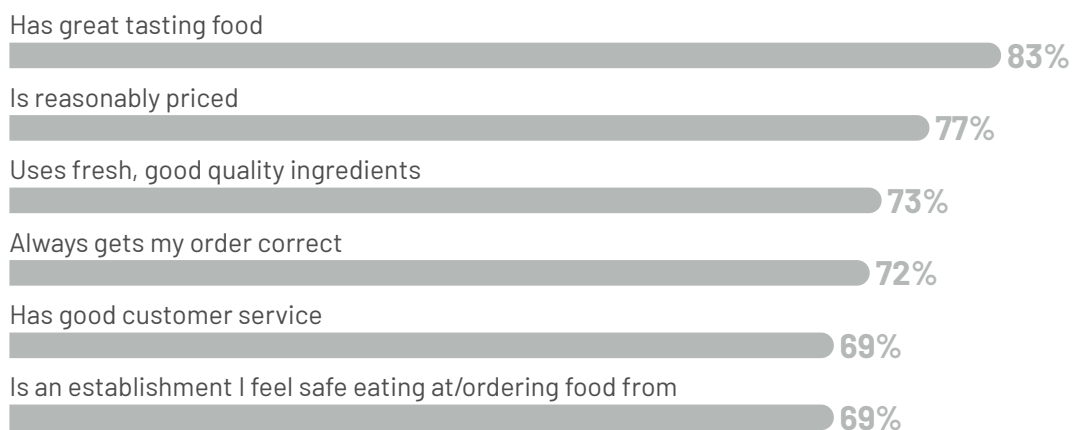 Has great tasting food
83%
Is reasonably priced
77%
Uses fresh, good quality ingredients
73%
Always gets my order correct
72%
Has good customer service
69%
Is an establishment I feel safe eating at/ordering food from
69%